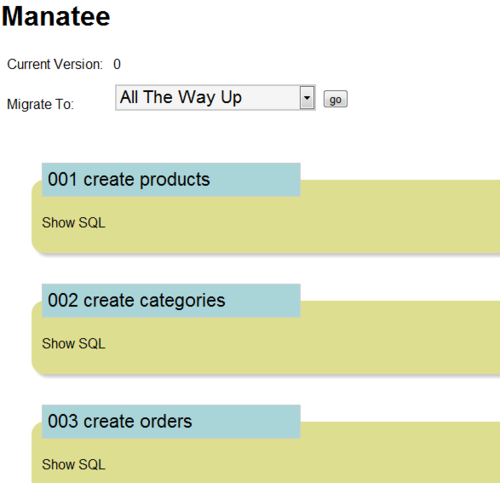 Manatee
Current Version: 0
Migrate To: All The Way Up go
001 create products
Show SQL
002 create categories
Show SQL
003 create orders
Show SQL